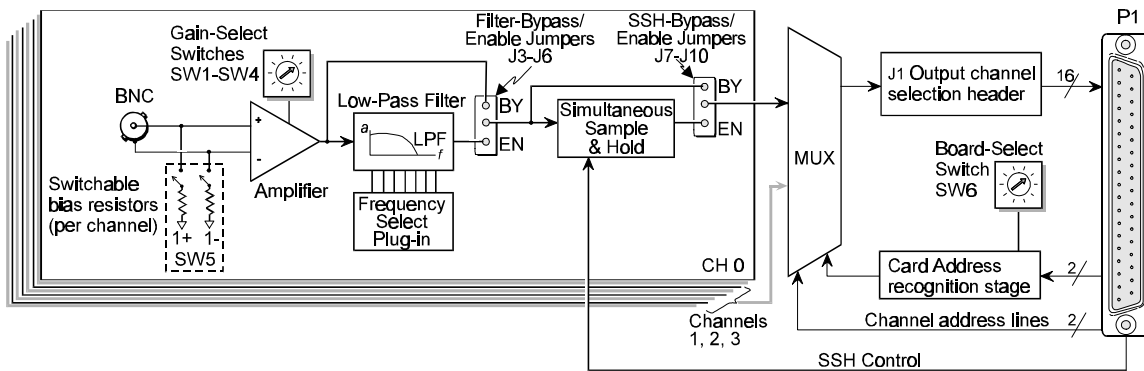 P1
Filter-Bypass/
Enable Jumpers
J3-J6
SSH-Bypass/
Enable Jumpers
J7-J10
Gain-Select
Switches
SW1-SW4
BNC
+
-
Amplifier
Low-Pass Filter
a
LPF
f
BY
EN
Frequency
Select
Plug-in
Simultaneous
Sample
& Hold
BY
EN
Switchable
bias resistors
(per channel)
1+ 1-
SW5
CH 0
MUX
J1 Output channel
selection header
16
Board-Select
Switch
SW6
Card Address
recognition stage
2
Channel address lines
2
Channels
1, 2, 3
SSH Control